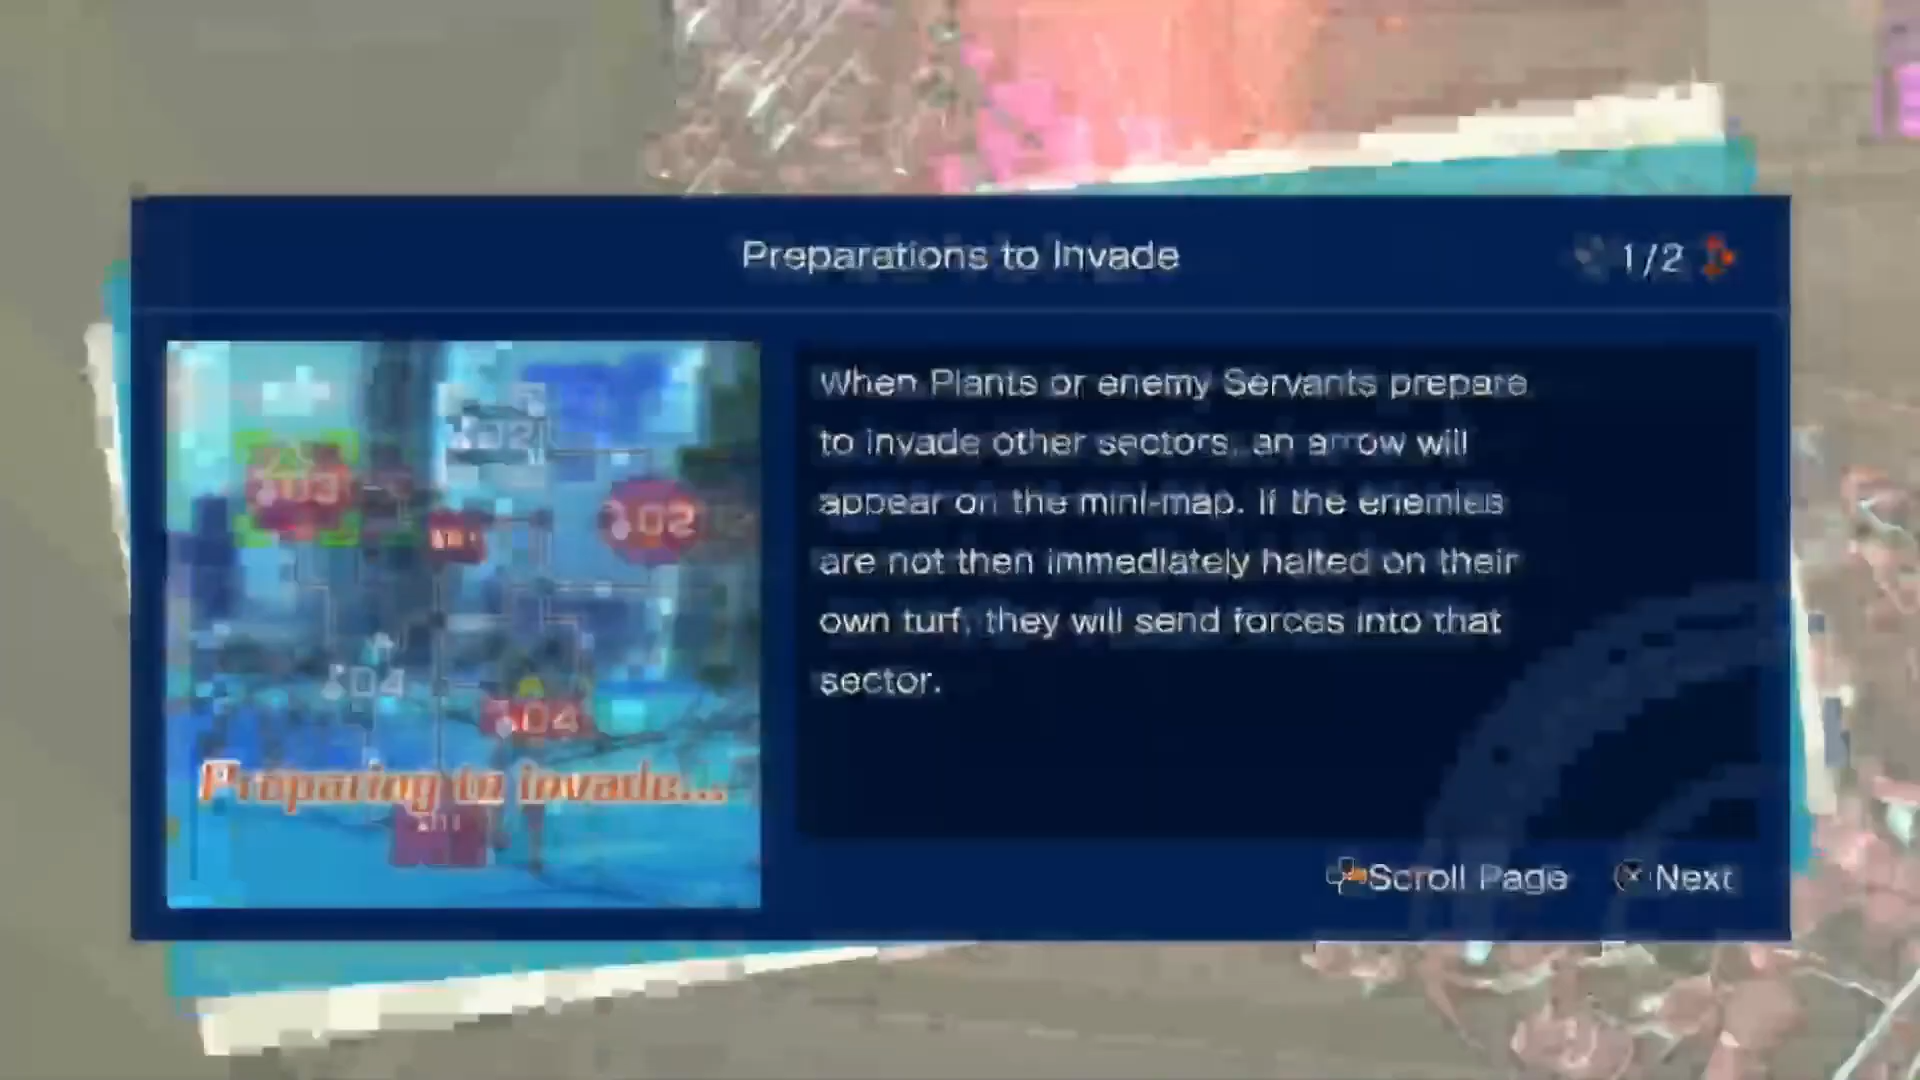 Preparations to Invade
1/2
When Plants or enemy Servants prepare
to invade other sectors, an arrow will
appear on the mini-map. If the enemies
are not then immediately halted on their
own turf, they will send forces into that
sector.
03
02
02
04
04
Preparing to invade...
Scroll Page
Next